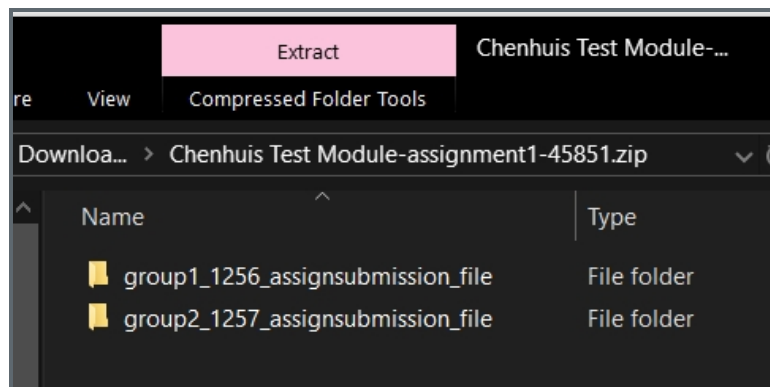 Extract
Chenhuis Test Module-...
re
View
Compressed Folder Tools
Downloa... > Chenhuis Test Module-assignment1-45851.zip
Name
Type
group1_1256_assignsubmission_file
File folder
group2_1257_assignsubmission_file
File folder